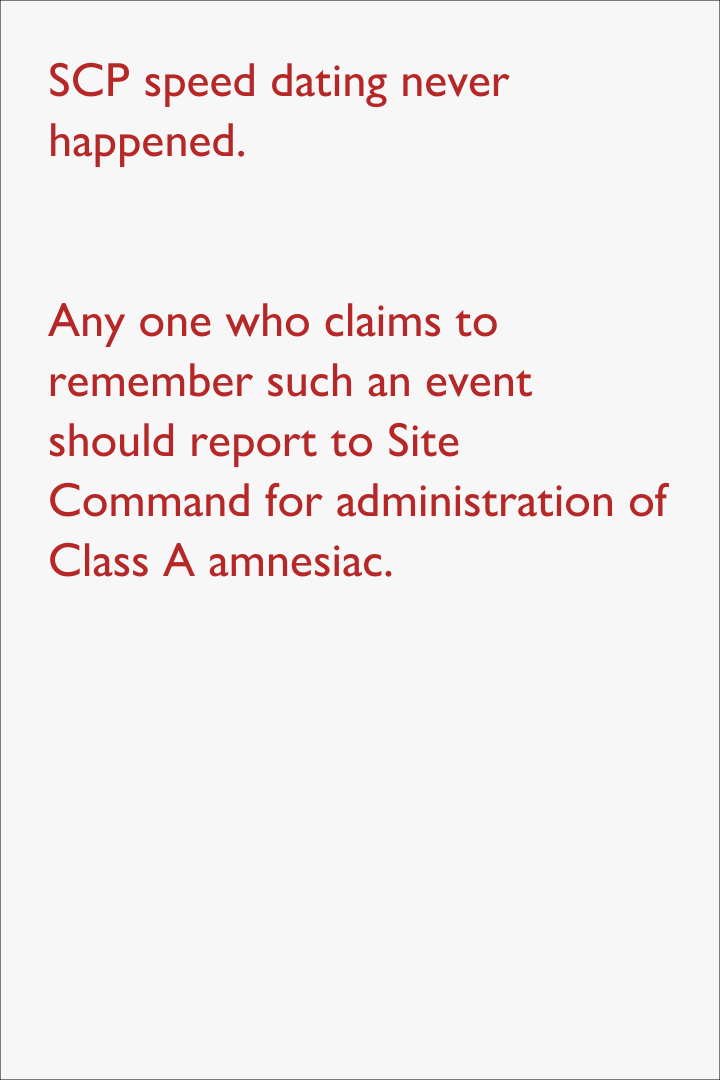 SCP speed dating never
happened.
Any one who claims to
remember such an event
should report to Site
Command for administration of
Class A amnesiac.